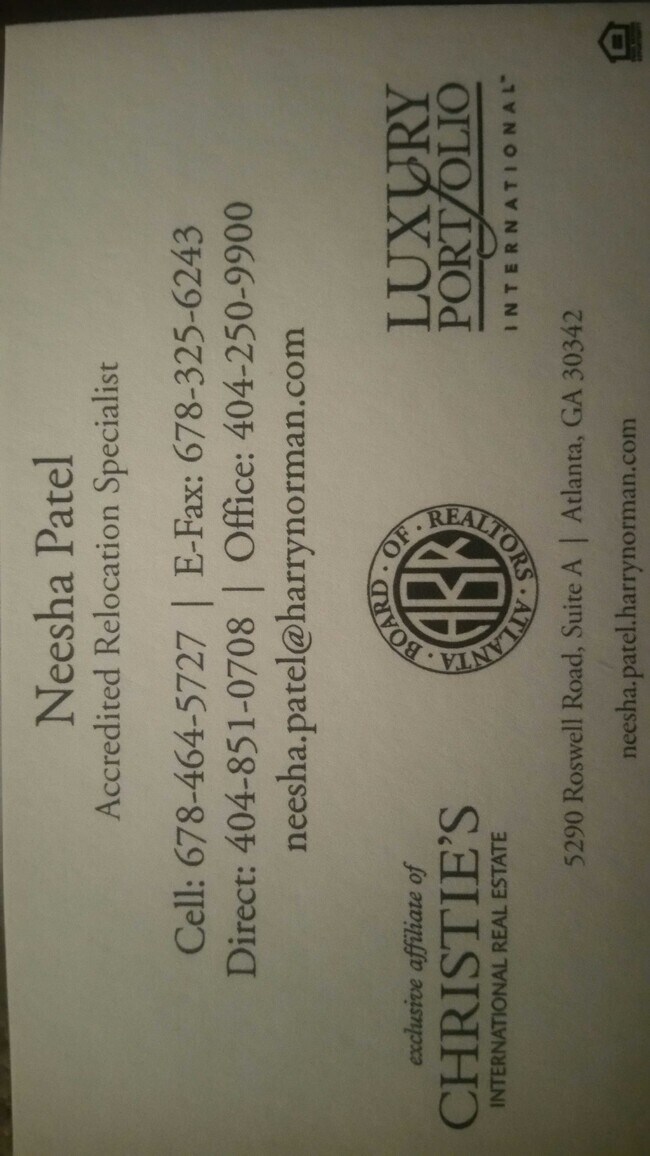 Neesha Patel
Accredited Relocation Specialist
Cell: 678-464-5727 | E-Fax: 678-325-6243
Direct: 404-851-0708 | Office: 404-250-9900
neesha.patel@harrynorman.com
exclusive affiliate of
CHRISTIE'S
INTERNATIONAL REAL ESTATE
ABR
ATLANTA · BOARD · OF · REALTORS ·
LUXURY
PORTFOLIO
INTERNATIONAL™
5290 Roswell Road, Suite A | Atlanta, GA 30342
neesha.patel.harrynorman.com